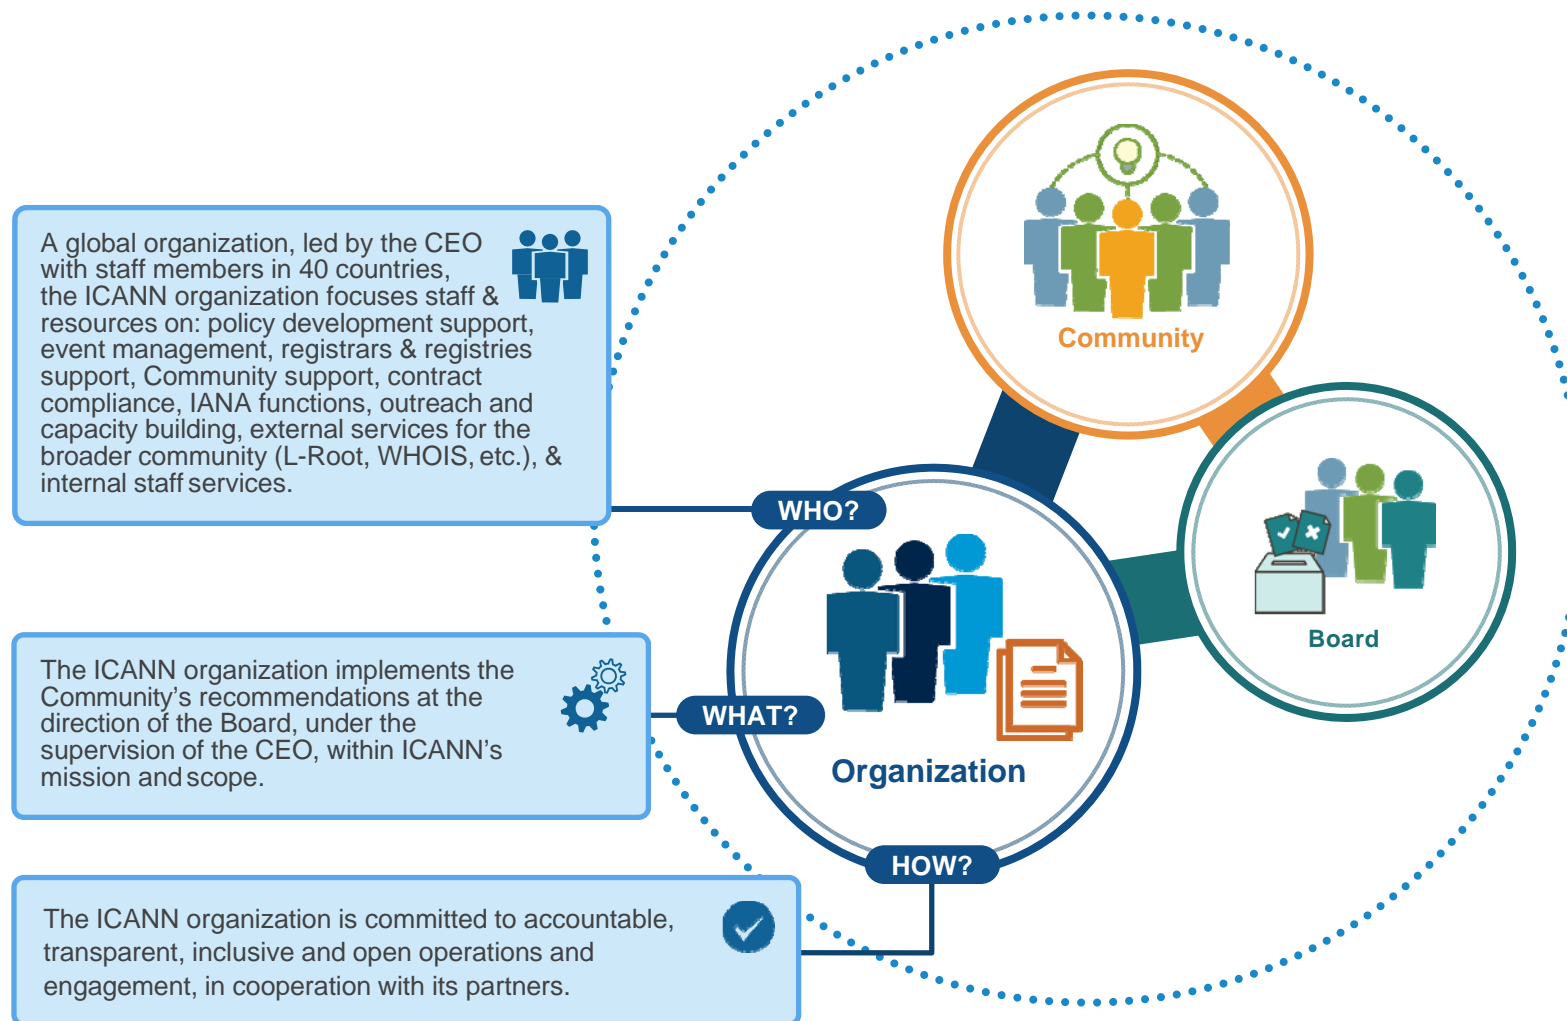 Community
A global organization, led by the CEO
with staff members in 40 countries,
the ICANN organization focuses staff &
resources on: policy development support,
event management, registrars & registries
support, Community support, contract
compliance, IANA functions, outreach and
capacity building, external services for the
broader community (L-Root, WHOIS, etc.), &
internal staff services.
WHO?
Board
The ICANN organization implements the
Community’s recommendations at the
direction of the Board, under the
supervision of the CEO, within ICANN’s
mission and scope.
WHAT?
Organization
HOW?
The ICANN organization is committed to accountable,
transparent, inclusive and open operations and
engagement, in cooperation with its partners.